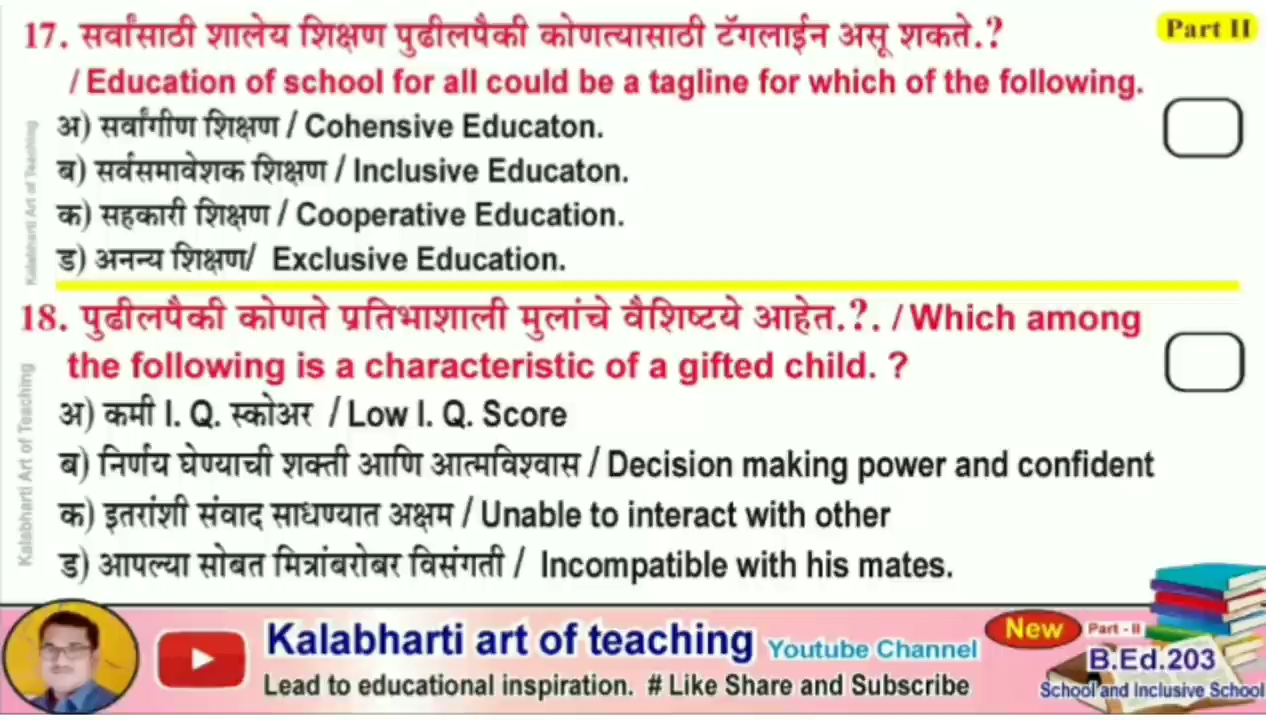 17. सर्वांसाठी शालेय शिक्षण पुढीलपैकी कोणत्यासाठी टॅगलाईन असू शकते.?
Part II
/ Education of school for all could be a tagline for which of the following.
अ) सर्वांगीण शिक्षण / Cohensive Educaton.
ब) सर्वसमावेशक शिक्षण / Inclusive Educaton.
क) सहकारी शिक्षण / Cooperative Education.
ड) अनन्य शिक्षण/ Exclusive Education.
Kalabharti Art of Teaching
18. पुढीलपैकी कोणते प्रतिभाशाली मुलांचे वैशिष्टये आहेत.?. / Which among
the following is a characteristic of a gifted child. ?
अ) कमी I. Q. स्कोअर / Low I. Q. Score
ब) निर्णय घेण्याची शक्ती आणि आत्मविश्वास / Decision making power and confident
क) इतरांशी संवाद साधण्यात अक्षम / Unable to interact with other
ड) आपल्या सोबत मित्रांबरोबर विसंगती / Incompatible with his mates.
Kalabharti Art of Teaching
Kalabharti art of teaching Youtube Channel
Lead to educational inspiration. # Like Share and Subscribe
New Part - II
B.Ed.203
School and Inclusive School